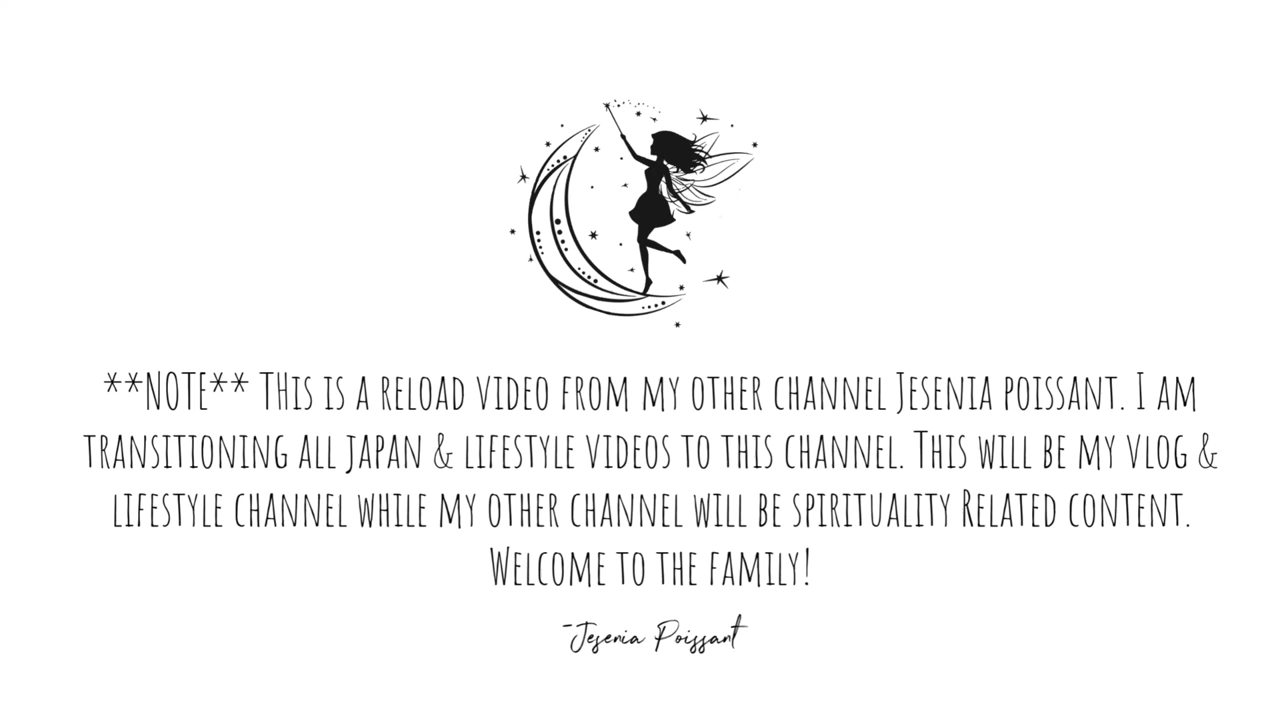 **NOTE** THis is a reload video from my other channel Jesenia poissant. I am
transitioning all japan & lifestyle videos to this channel. This will be my vlog &
lifestyle channel while my other channel will be spirituality Related content.
Welcome to the family!
-Jesenia Poissant